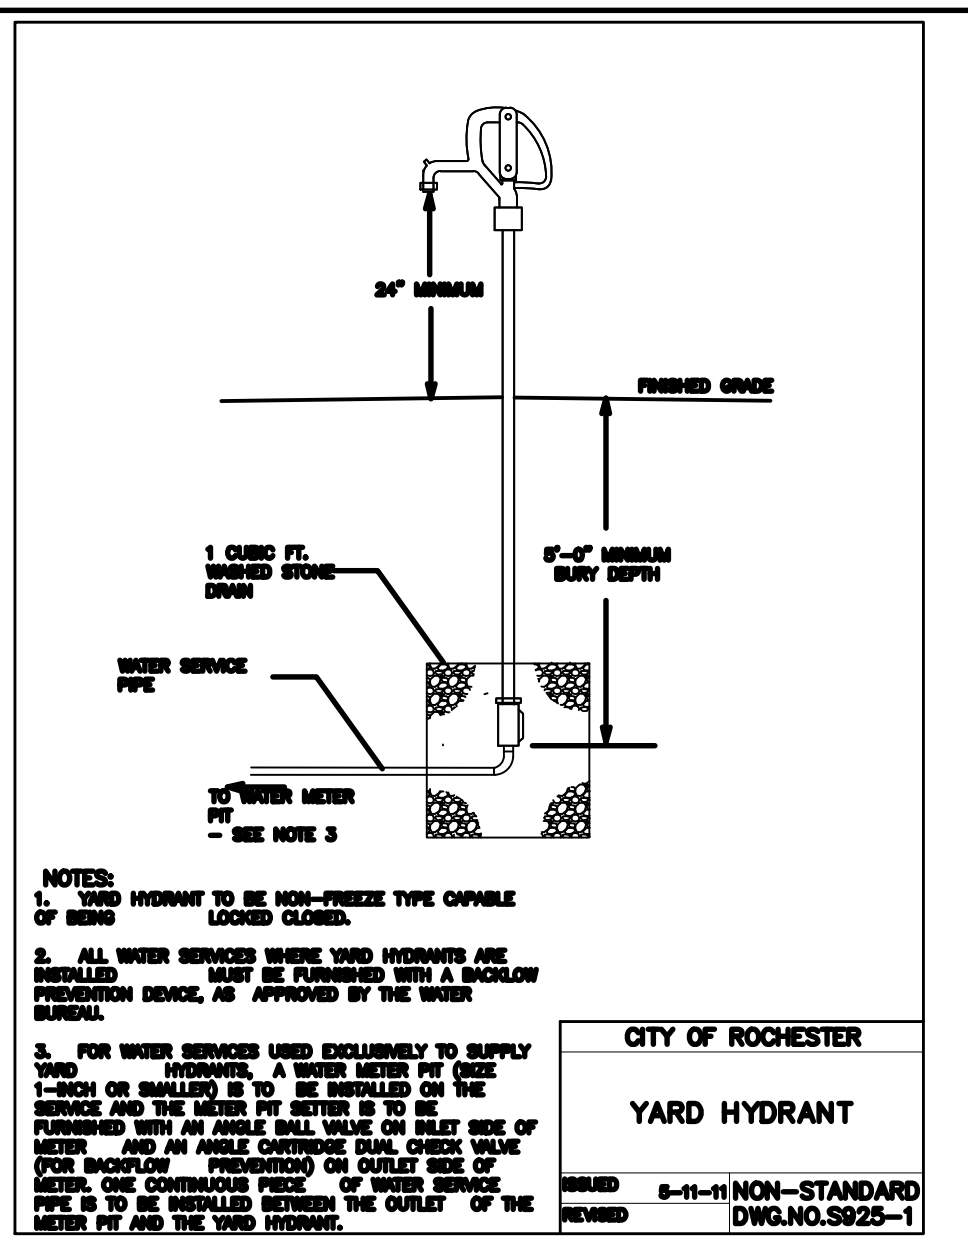 24" MINIMUM
FINISHED GRADE
1 CUBIC FT.
WASHED STONE
DRAIN
5'-0" MINIMUM
BURY DEPTH
WATER SERVICE
PIPE
TO WATER METER
PIT
- SEE NOTE 3
NOTES:
1. YARD HYDRANT TO BE NON-FREEZE TYPE CAPABLE
OF BEING LOCKED CLOSED.
2. ALL WATER SERVICES WHERE YARD HYDRANTS ARE
INSTALLED MUST BE FURNISHED WITH A BACKLOW
PREVENTION DEVICE, AS APPROVED BY THE WATER
BUREAU.
3. FOR WATER SERVICES USED EXCLUSIVELY TO SUPPLY
YARD HYDRANTS, A WATER METER PIT (SIZE
1-INCH OR SMALLER) IS TO BE INSTALLED ON THE
SERVICE AND THE METER PIT SETTER IS TO BE
FURNISHED WITH AN ANGLE BALL VALVE ON INLET SIDE OF
METER AND AN ANGLE CARTRIDGE DUAL CHECK VALVE
(FOR BACKFLOW PREVENTION) ON OUTLET SIDE OF
METER. ONE CONTINUOUS PIECE OF WATER SERVICE
PIPE IS TO BE INSTALLED BETWEEN THE OUTLET OF THE
METER PIT AND THE YARD HYDRANT.
CITY OF ROCHESTER
YARD HYDRANT
ISSUED 5-11-11 NON-STANDARD
REVISED DWG.NO.S925-1